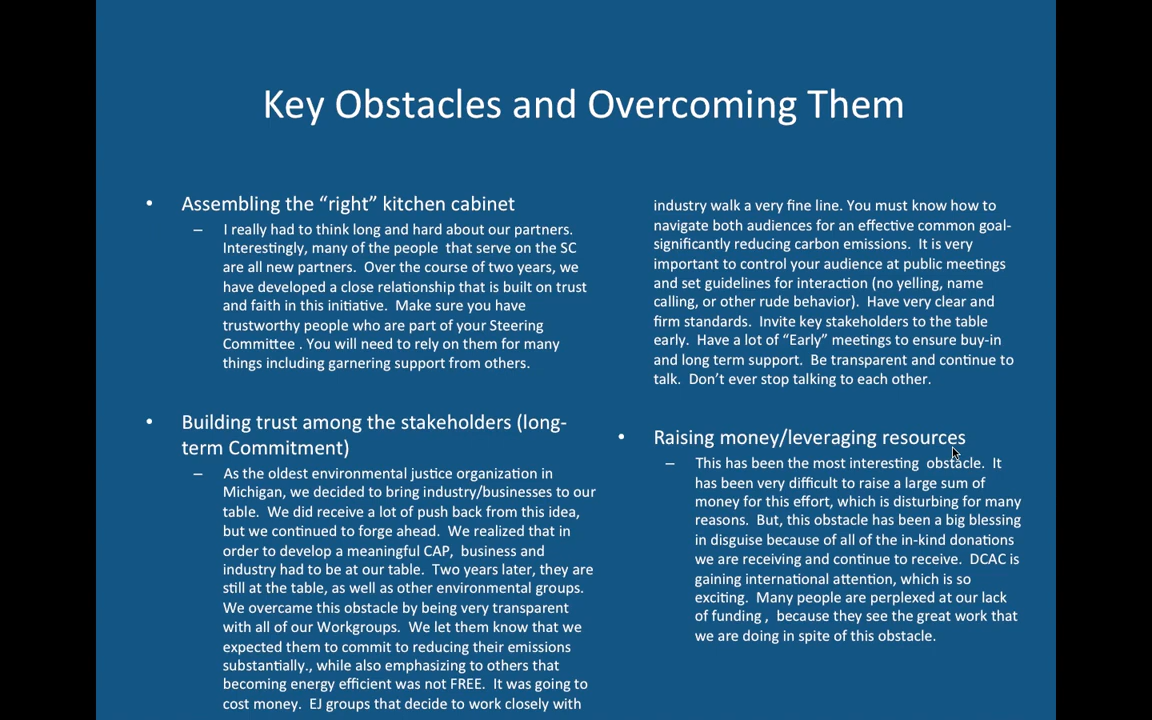 Key Obstacles and Overcoming Them
• Assembling the “right” kitchen cabinet
– I really had to think long and hard about our partners.
Interestingly, many of the people that serve on the SC
are all new partners. Over the course of two years, we
have developed a close relationship that is built on trust
and faith in this initiative. Make sure you have
trustworthy people who are part of your Steering
Committee . You will need to rely on them for many
things including garnering support from others.
• Building trust among the stakeholders (long-
term Commitment)
– As the oldest environmental justice organization in
Michigan, we decided to bring industry/businesses to our
table. We did receive a lot of push back from this idea,
but we continued to forge ahead. We realized that in
order to develop a meaningful CAP, business and
industry had to be at our table. Two years later, they are
still at the table, as well as other environmental groups.
We overcame this obstacle by being very transparent
with all of our Workgroups. We let them know that we
expected them to commit to reducing their emissions
substantially., while also emphasizing to others that
becoming energy efficient was not FREE. It was going to
cost money. EJ groups that decide to work closely with
industry walk a very fine line. You must know how to
navigate both audiences for an effective common goal-
significantly reducing carbon emissions. It is very
important to control your audience at public meetings
and set guidelines for interaction (no yelling, name
calling, or other rude behavior). Have very clear and
firm standards. Invite key stakeholders to the table
early. Have a lot of “Early” meetings to ensure buy-in
and long term support. Be transparent and continue to
talk. Don’t ever stop talking to each other.
• Raising money/leveraging resources
– This has been the most interesting obstacle. It
has been very difficult to raise a large sum of
money for this effort, which is disturbing for many
reasons. But, this obstacle has been a big blessing
in disguise because of all of the in-kind donations
we are receiving and continue to receive. DCAC is
gaining international attention, which is so
exciting. Many people are perplexed at our lack
of funding , because they see the great work that
we are doing in spite of this obstacle.